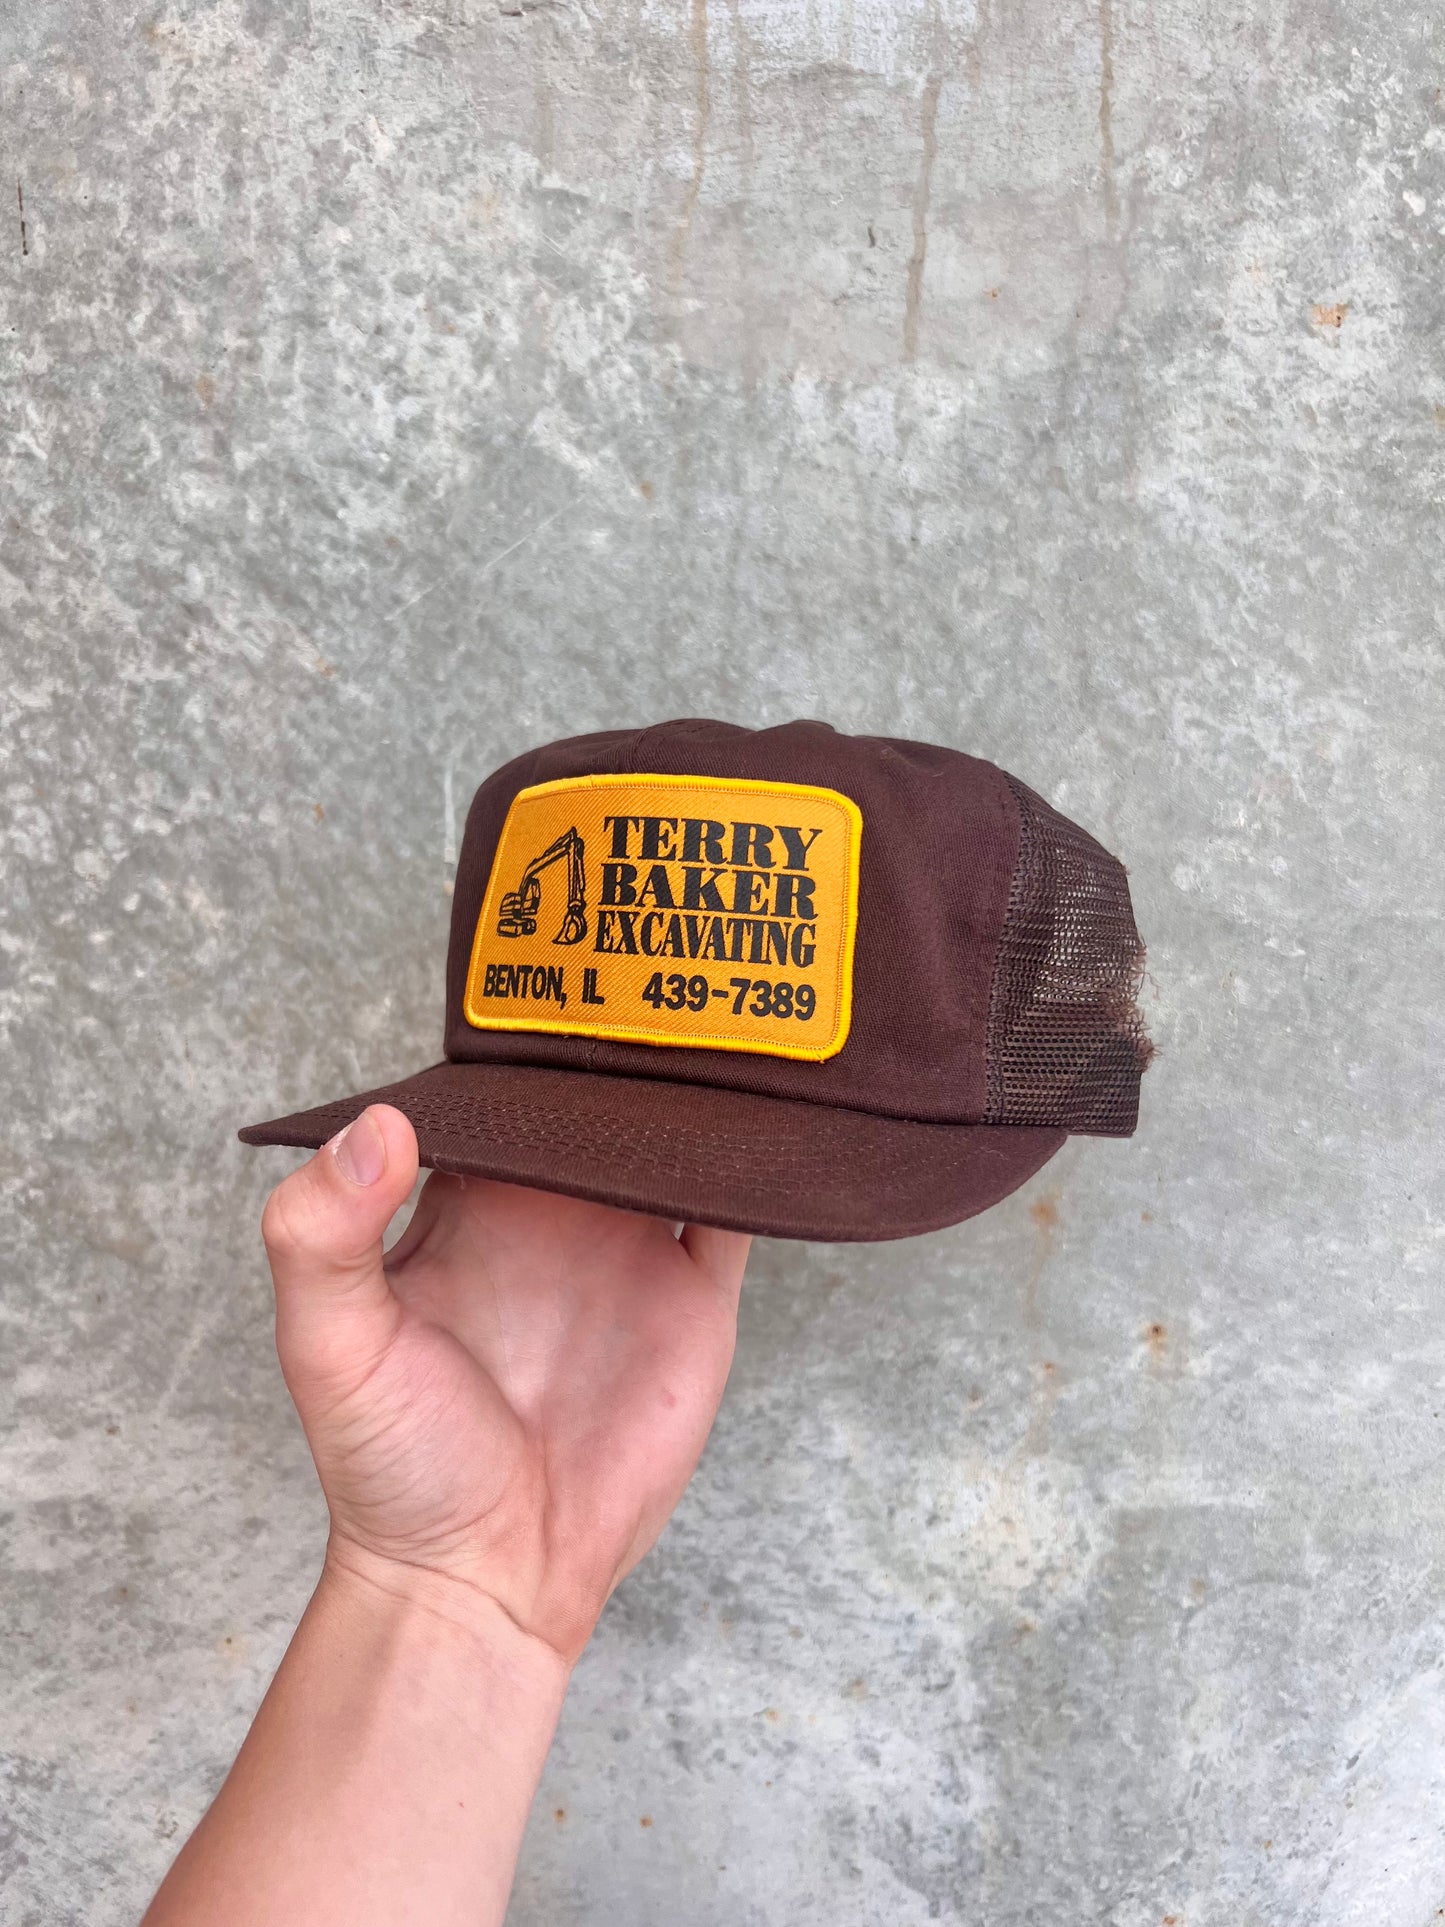 TERRY
BAKER
EXCAVATING
BENTON, IL 439-7389